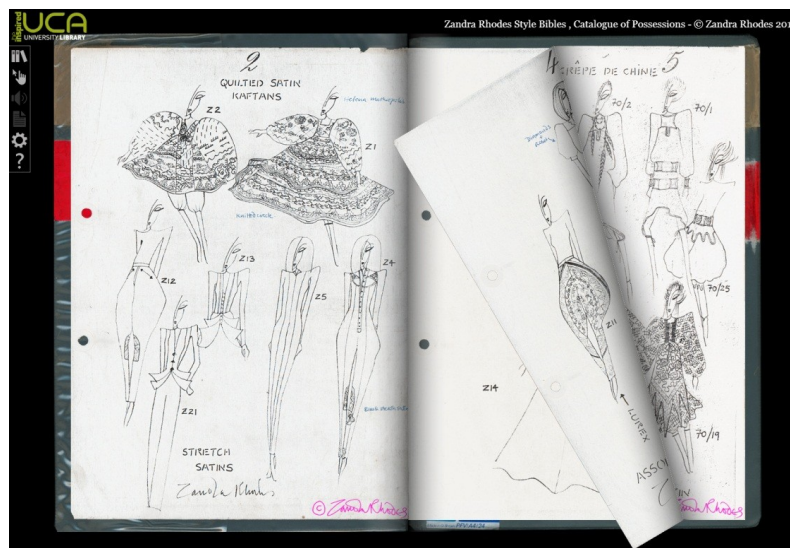 inspired
UCA
UNIVERSITY LIBRARY
Zandra Rhodes Style Bibles , Catalogue of Possessions - © Zandra Rhodes 201
?
2
QUILTED SATIN
KAFTANS
Z2
Z1
Z12
Z13
Z5
Z4
Z21
STRETCH
SATINS
Zandra Rhodes
© Zandra Rhodes
4
CRÊPE DE CHINE
5
70/2
70/1
70/25
Z11
Z14
LUREX
70/19
Zandra Rhodes